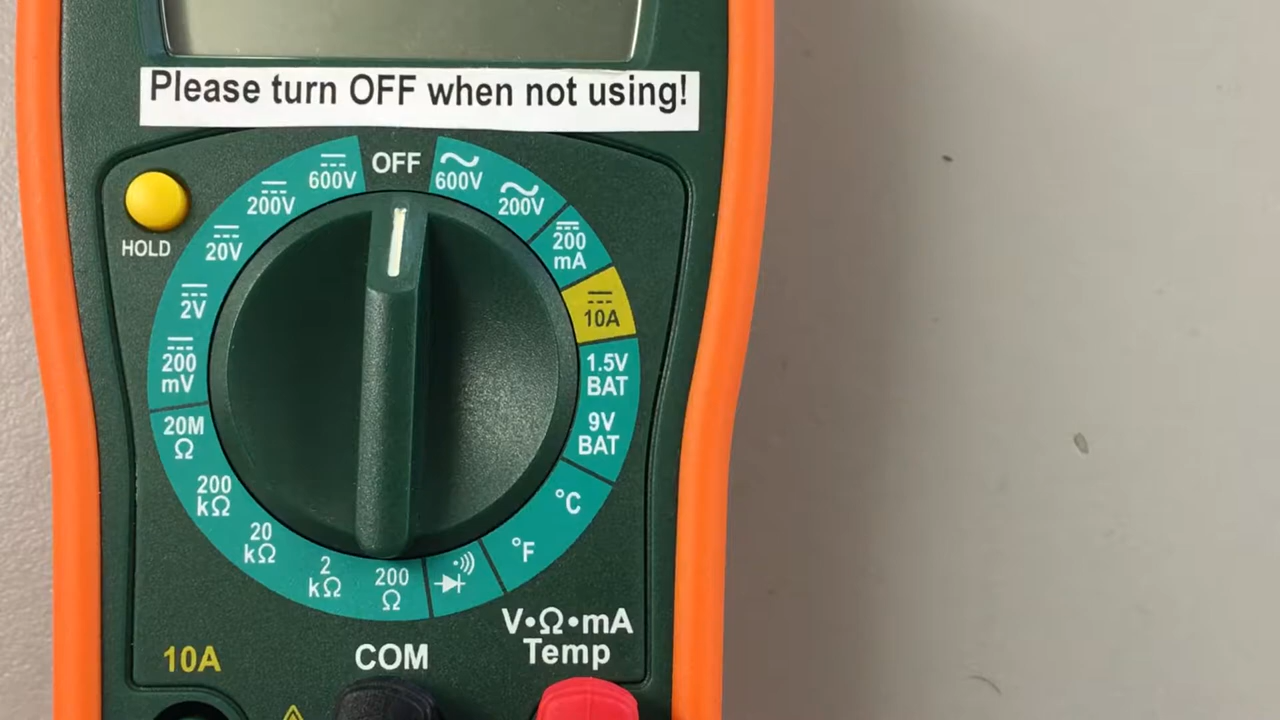 Please turn OFF when not using!
OFF
600V
200V
20V
2V
200
mV
20M
Ω
200
kΩ
20
kΩ
2
kΩ
200
Ω
600V
200V
200
mA
10A
1.5V
BAT
9V
BAT
°C
°F
HOLD
10A
COM
V•Ω•mA
Temp